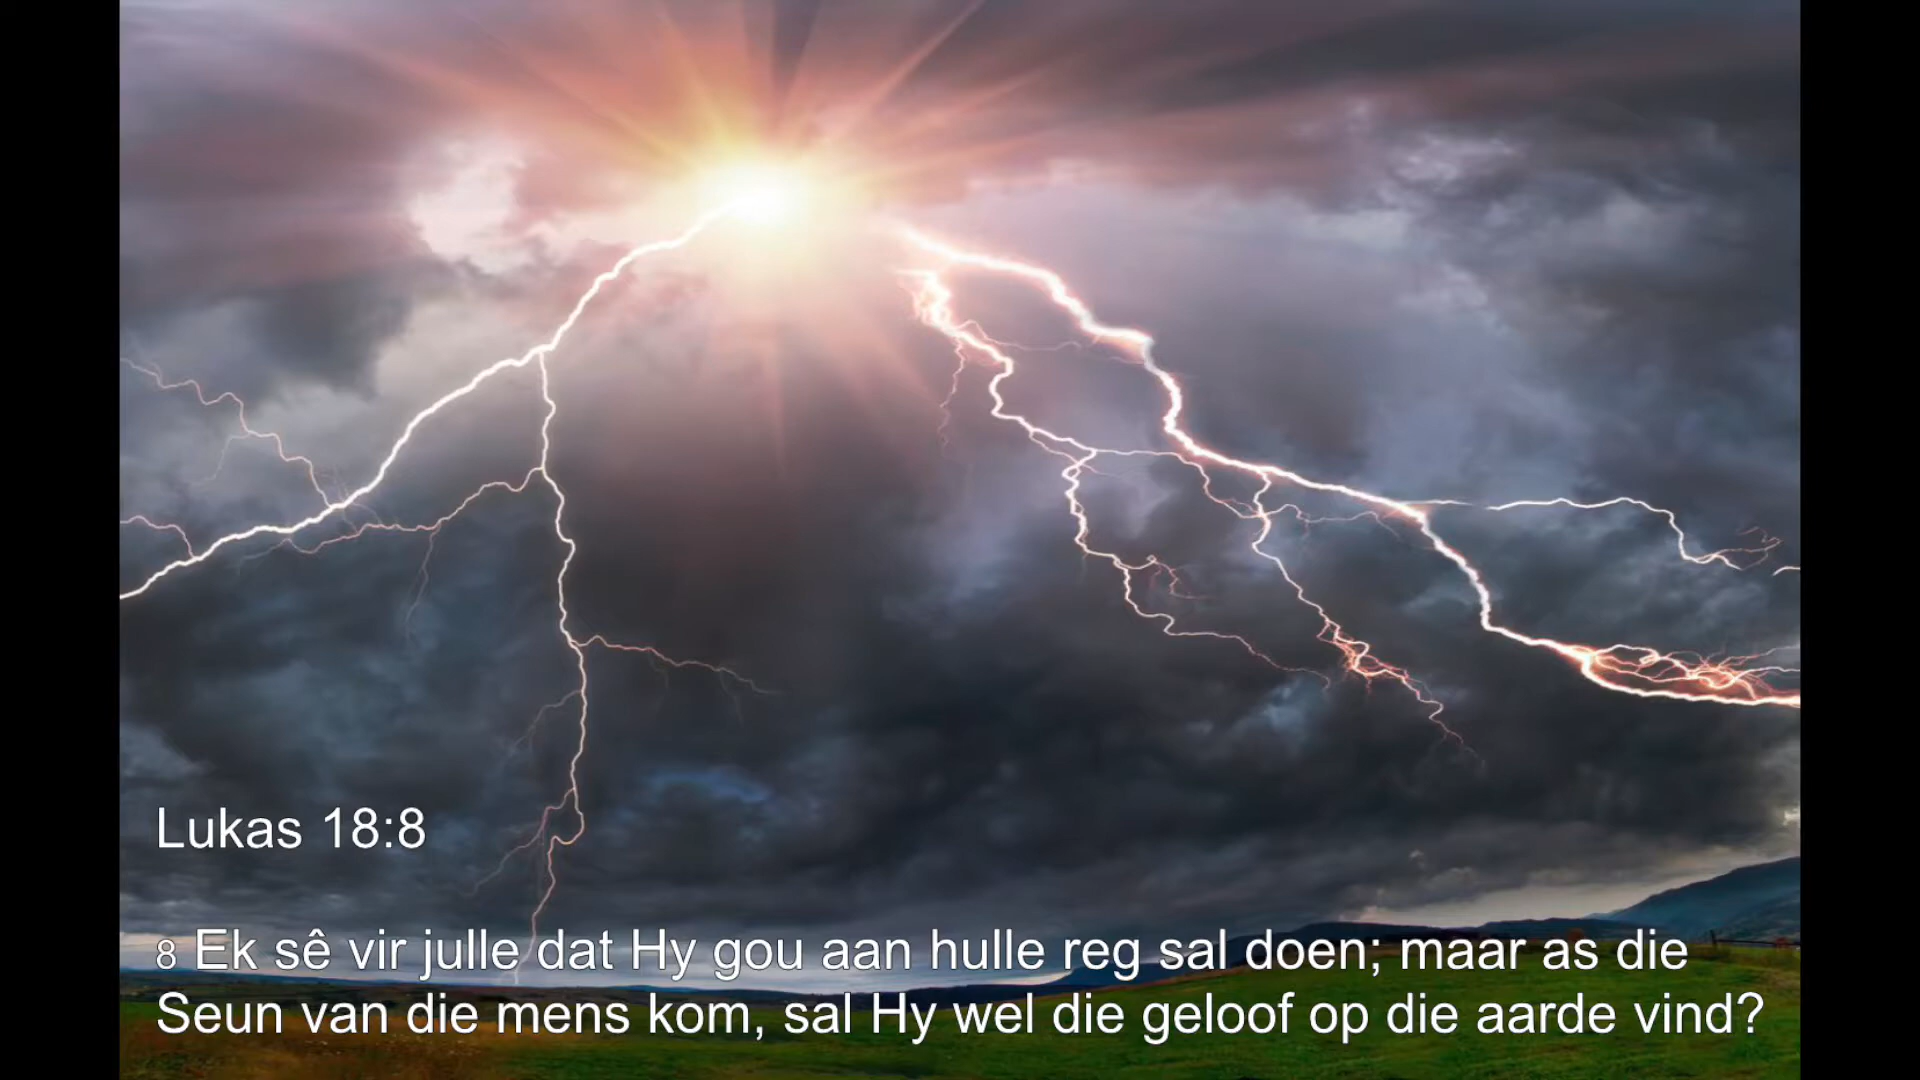 Lukas 18:8
8 Ek sê vir julle dat Hy gou aan hulle reg sal doen; maar as die
Seun van die mens kom, sal Hy wel die geloof op die aarde vind?